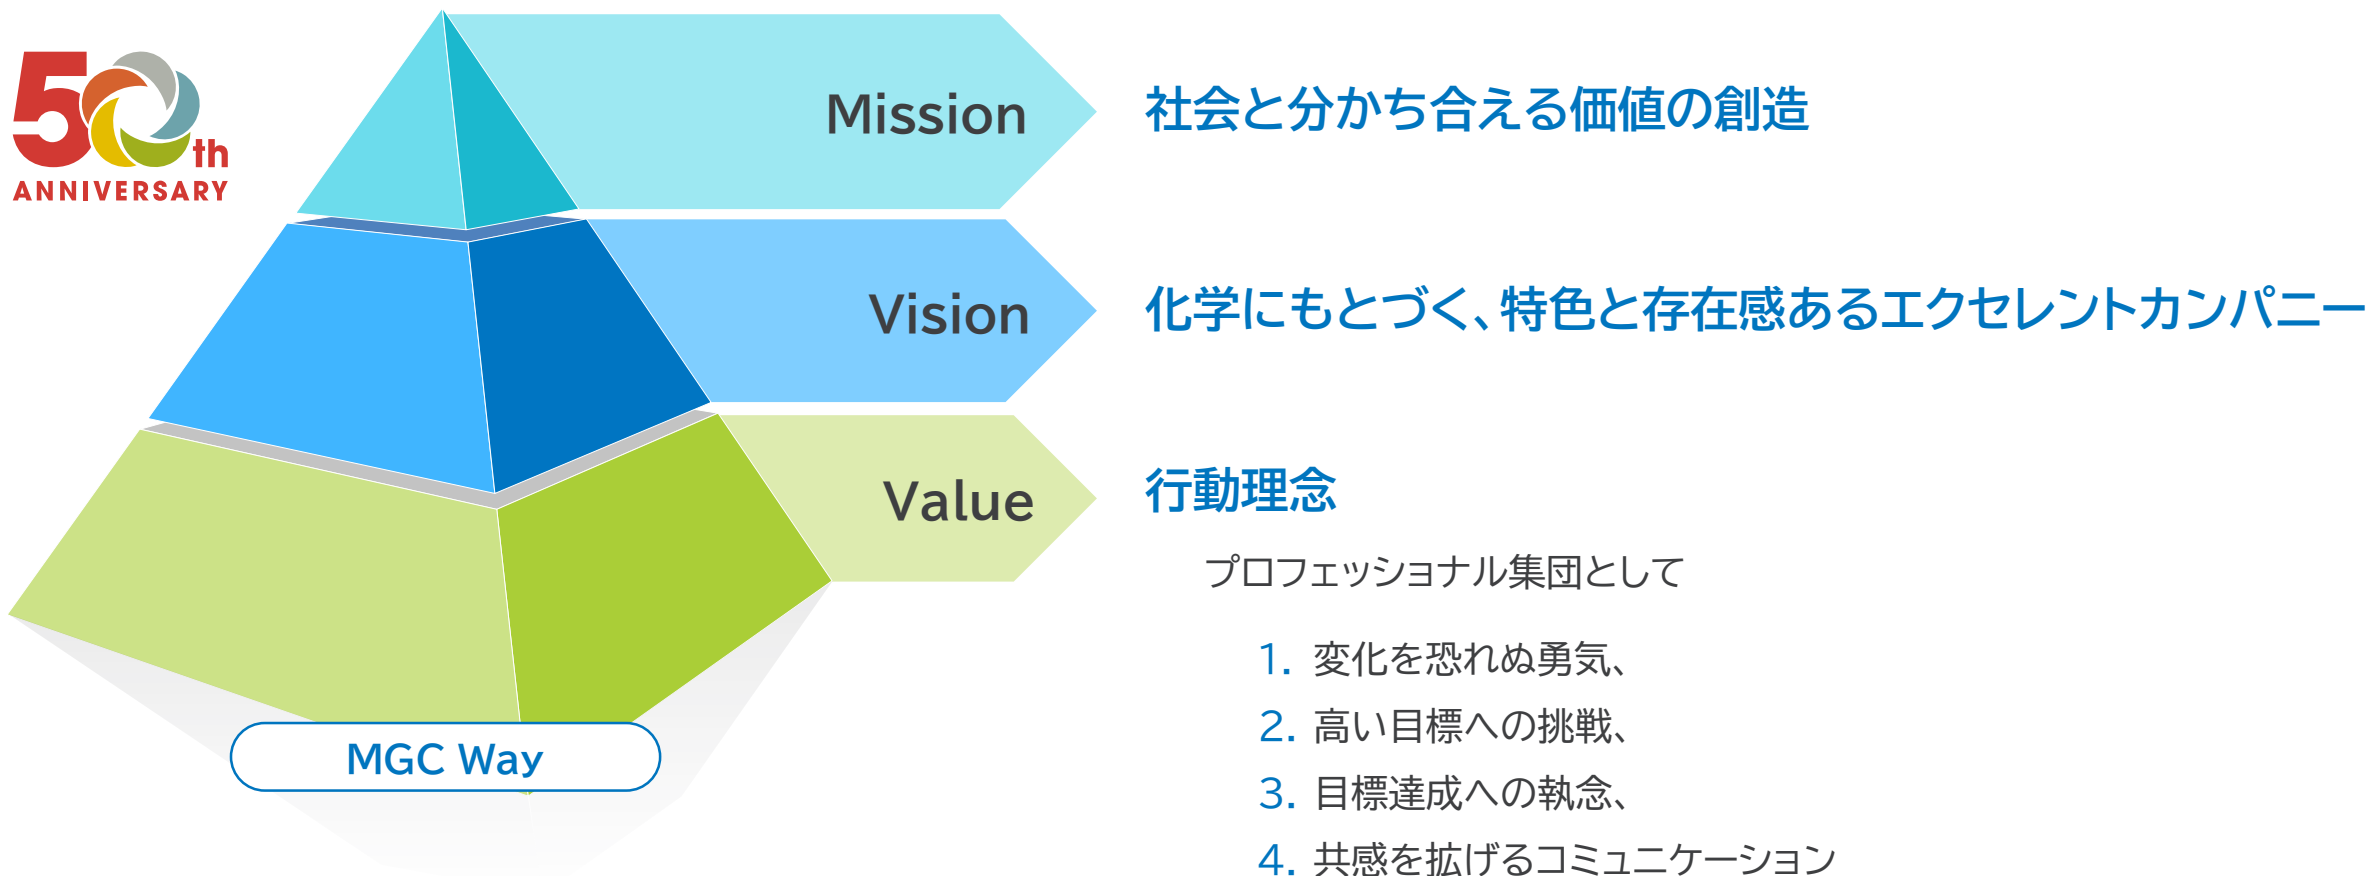 50th
ANNIVERSARY
Mission
社会と分かち合える価値の創造
Vision
化学にもとづく、特色と存在感あるエクセレントカンパニー
Value
行動理念
プロフェッショナル集団として
1. 変化を恐れぬ勇気、
2. 高い目標への挑戦、
3. 目標達成への執念、
4. 共感を拡げるコミュニケーション
MGC Way